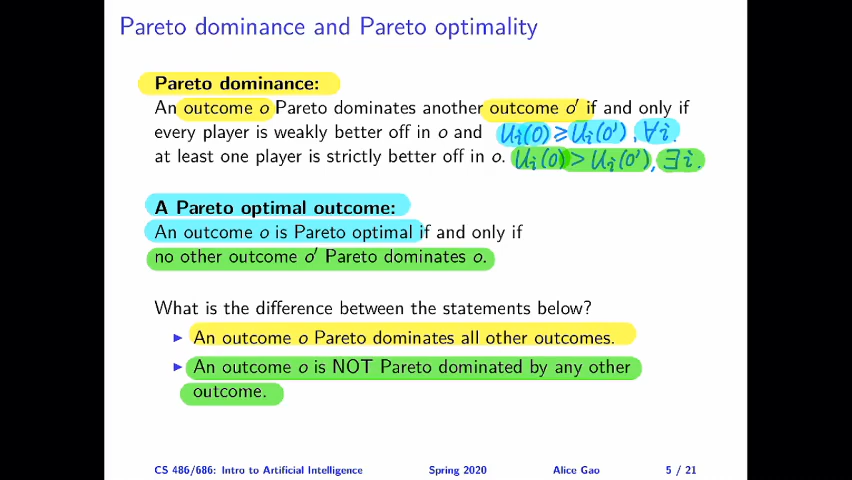 Pareto dominance and Pareto optimality
Pareto dominance:
An outcome o Pareto dominates another outcome o′ if and only if
every player is weakly better off in o and Ui(o) ≥ Ui(o′), ∀i.
at least one player is strictly better off in o. Ui(o) > Ui(o′), ∃i.
A Pareto optimal outcome:
An outcome o is Pareto optimal if and only if
no other outcome o′ Pareto dominates o.
What is the difference between the statements below?
▶ An outcome o Pareto dominates all other outcomes.
▶ An outcome o is NOT Pareto dominated by any other
outcome.
CS 486/686: Intro to Artificial Intelligence Spring 2020 Alice Gao 5 / 21